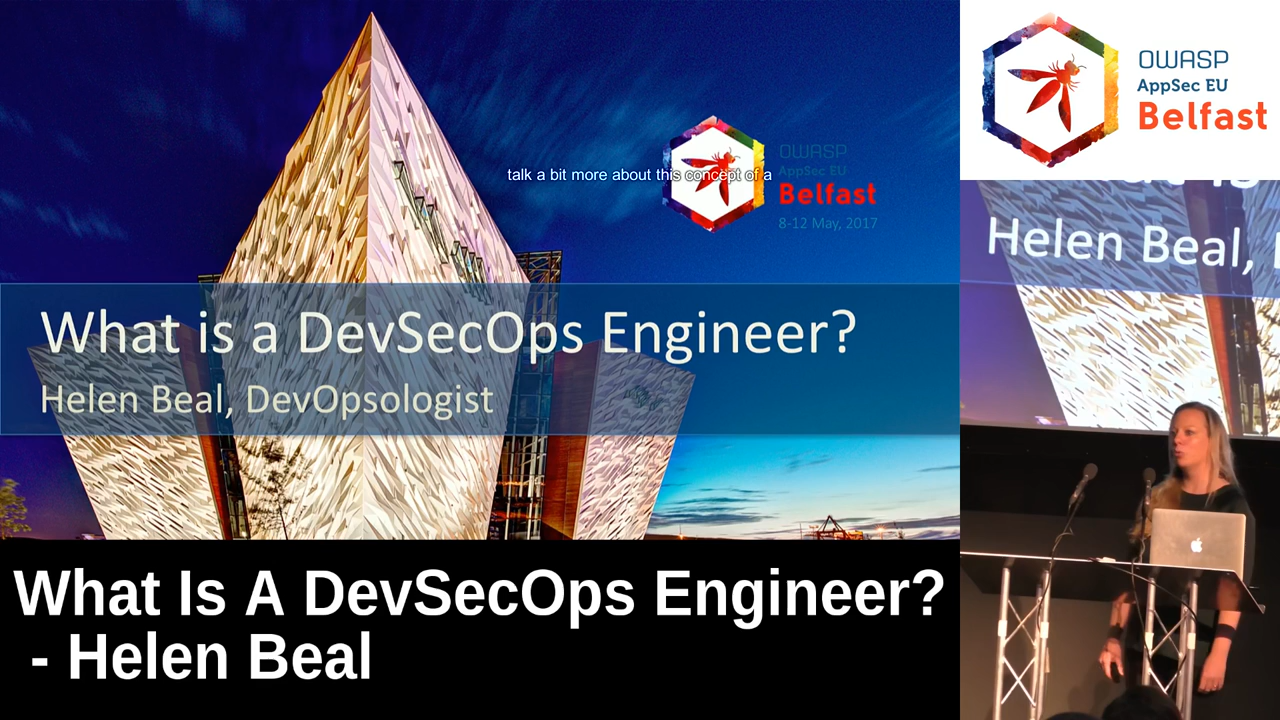 OWASP
AppSec EU
Belfast
8-12 May, 2017
talk a bit more about this concept of a
What is a DevSecOps Engineer?
Helen Beal, DevOpsologist
What Is A DevSecOps Engineer?
- Helen Beal
OWASP
AppSec EU
Belfast
Helen Beal,